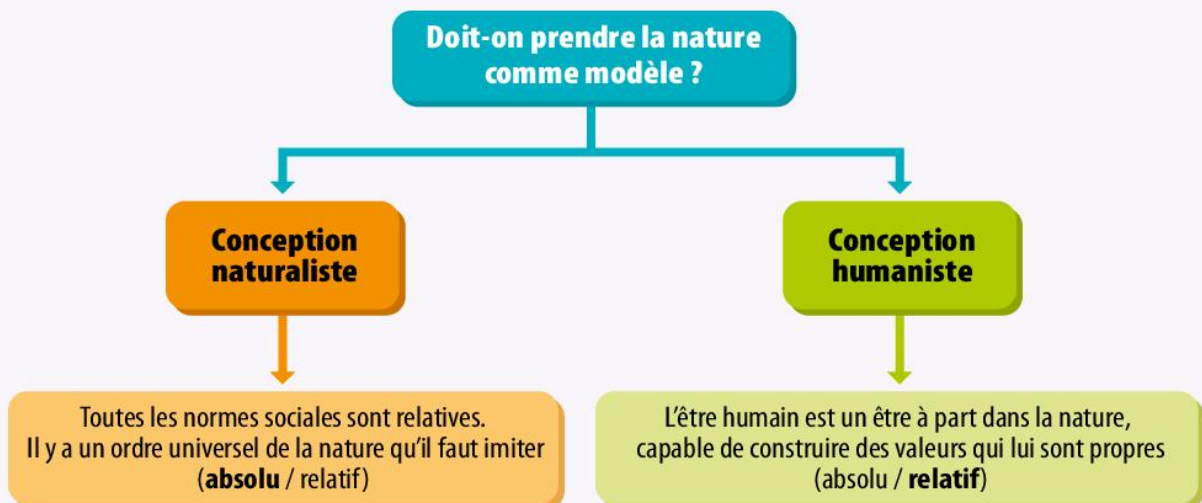 Doit-on prendre la nature
comme modèle ?
Conception
naturaliste
Conception
humaniste
Toutes les normes sociales sont relatives.
Il y a un ordre universel de la nature qu'il faut imiter
(absolu / relatif)
L'être humain est un être à part dans la nature,
capable de construire des valeurs qui lui sont propres
(absolu / relatif)